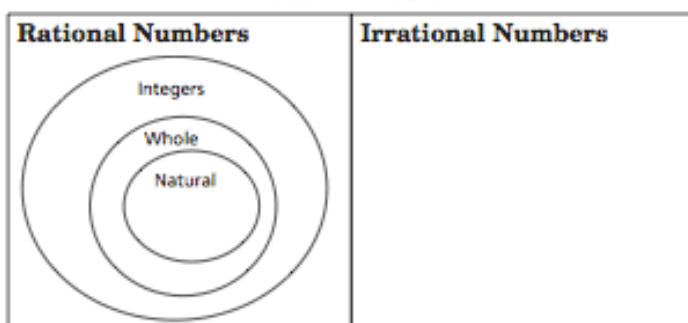 Rational Numbers
Irrational Numbers
Integers
Whole
Natural